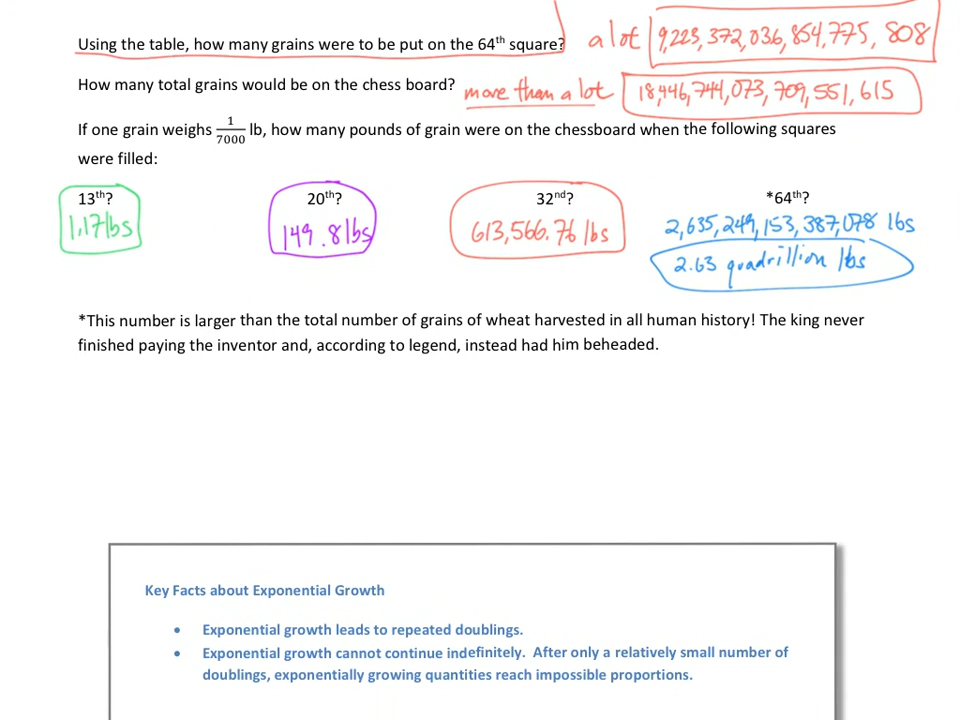 Using the table, how many grains were to be put on the 64th square? a lot 9,223,372,036,854,775,808
How many total grains would be on the chess board? more than a lot 18,446,744,073,709,551,615
If one grain weighs 1/7000 lb, how many pounds of grain were on the chessboard when the following squares
were filled:
13th? 20th? 32nd? *64th?
1.17 lbs 149.8 lbs 613,566.76 lbs 2,635,249,153,387,078 lbs
2.63 quadrillion lbs
*This number is larger than the total number of grains of wheat harvested in all human history! The king never
finished paying the inventor and, according to legend, instead had him beheaded.
Key Facts about Exponential Growth
• Exponential growth leads to repeated doublings.
• Exponential growth cannot continue indefinitely. After only a relatively small number of
doublings, exponentially growing quantities reach impossible proportions.